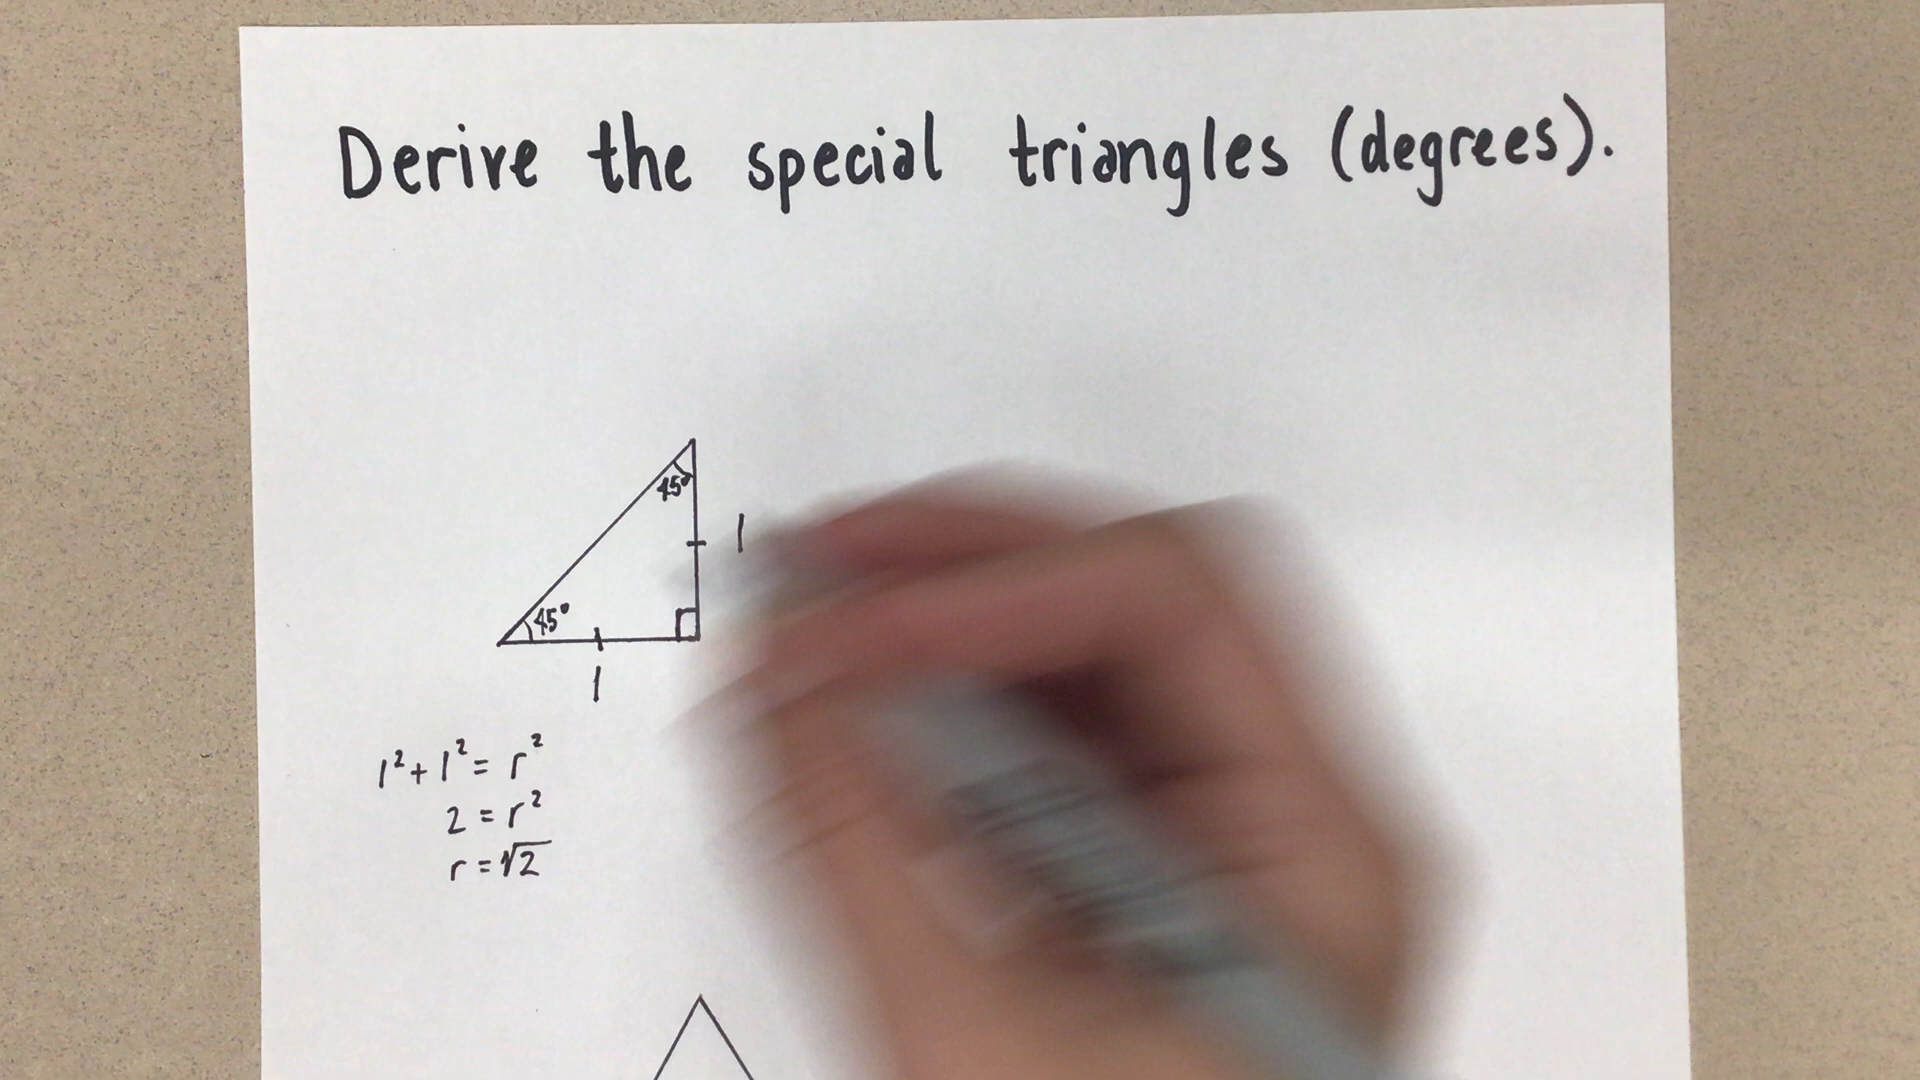 Derive the special triangles (degrees).
45°
1
45°
1
1² + 1² = r²
2 = r²
r = √2